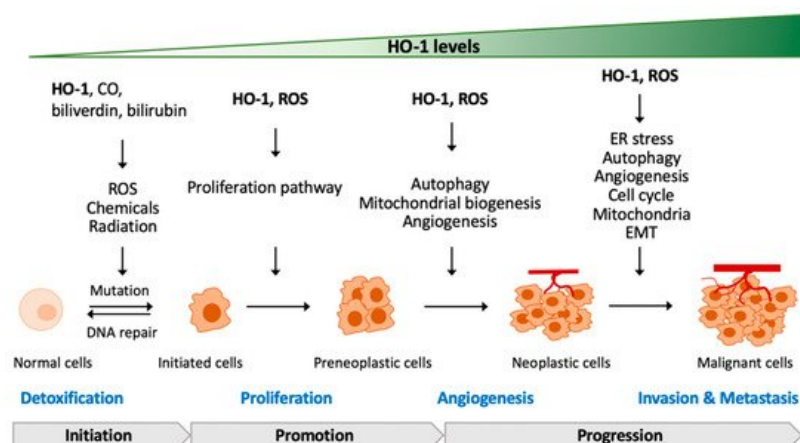 HO-1 levels
HO-1, CO,
biliverdin, bilirubin
ROS
Chemicals
Radiation
HO-1, ROS
Proliferation pathway
HO-1, ROS
Autophagy
Mitochondrial biogenesis
Angiogenesis
HO-1, ROS
ER stress
Autophagy
Angiogenesis
Cell cycle
Mitochondria
EMT
Mutation
DNA repair
Normal cells
Initiated cells
Preneoplastic cells
Neoplastic cells
Malignant cells
Detoxification
Proliferation
Angiogenesis
Invasion & Metastasis
Initiation
Promotion
Progression